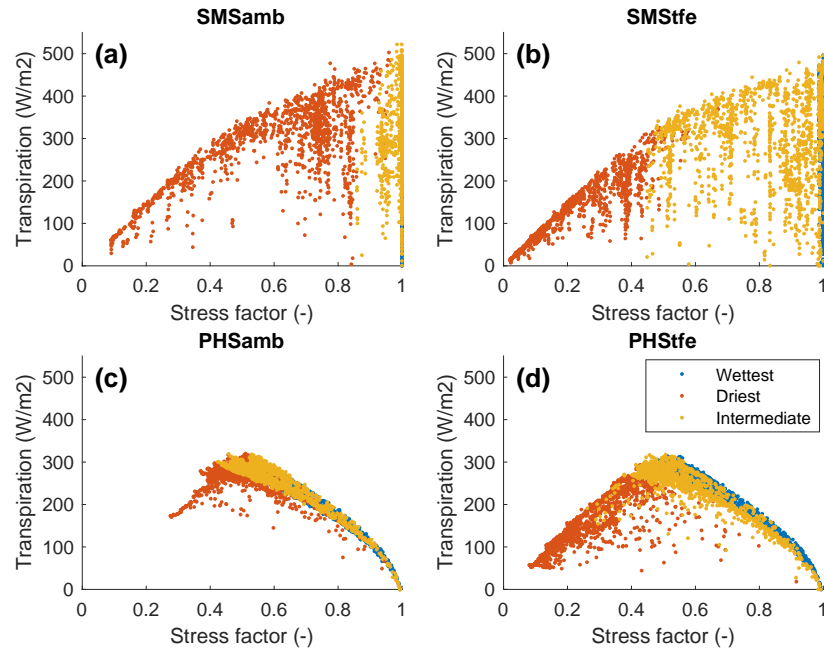 SMSamb
(a)
Transpiration (W/m2)
500
400
300
200
100
0
0 0.2 0.4 0.6 0.8 1
Stress factor (-)
SMStfe
(b)
Transpiration (W/m2)
500
400
300
200
100
0
0 0.2 0.4 0.6 0.8 1
Stress factor (-)
PHSamb
(c)
Transpiration (W/m2)
500
400
300
200
100
0
0 0.2 0.4 0.6 0.8 1
Stress factor (-)
PHStfe
(d)
Wettest
Driest
Intermediate
Transpiration (W/m2)
500
400
300
200
100
0
0 0.2 0.4 0.6 0.8 1
Stress factor (-)